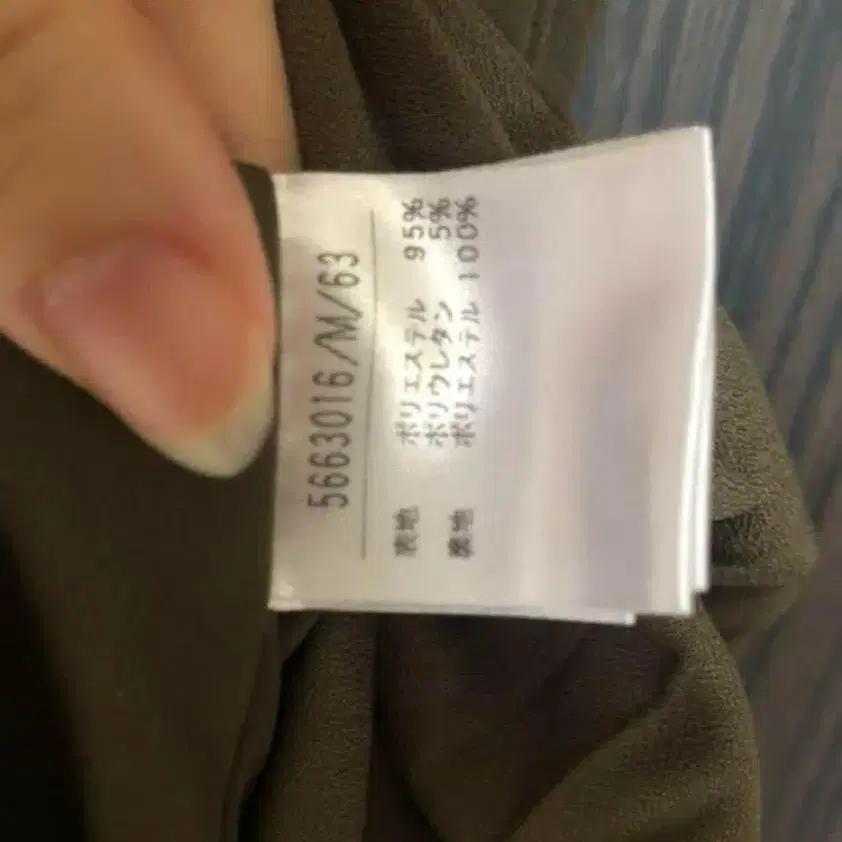 5663016/M/63
表地 ポリエステル 95%
ポリウレタン 5%
裏地 ポリエステル 100%